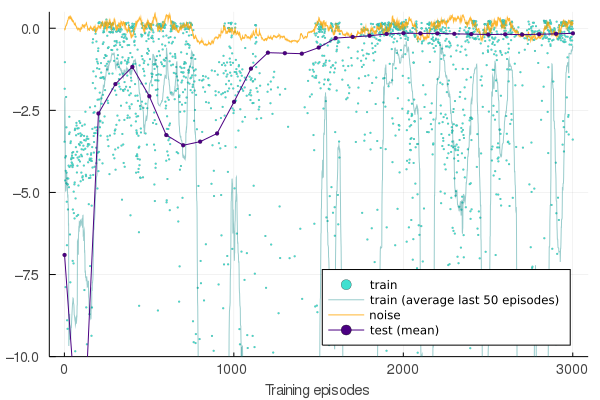 0.0
−2.5
−5.0
−7.5
−10.0
0
1000
2000
3000
Training episodes
train
train (average last 50 episodes)
noise
test (mean)